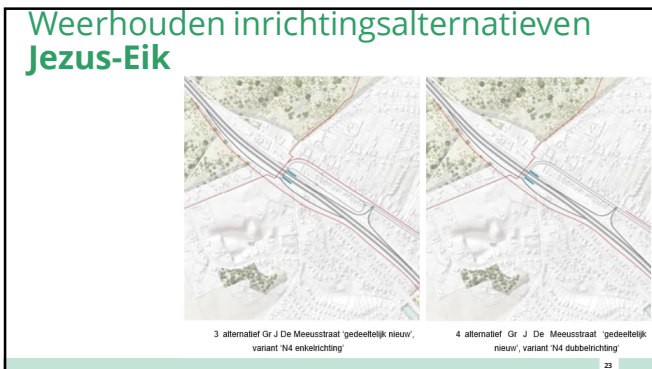 Weerhouden inrichtingsalternatieven
Jezus-Eik
3 alternatief Gr J De Meeusstraat 'gedeeltelijk nieuw',
variant 'N4 enkelrichting'
4 alternatief Gr J De Meeusstraat 'gedeeltelijk
nieuw', variant 'N4 dubbelrichting'
23